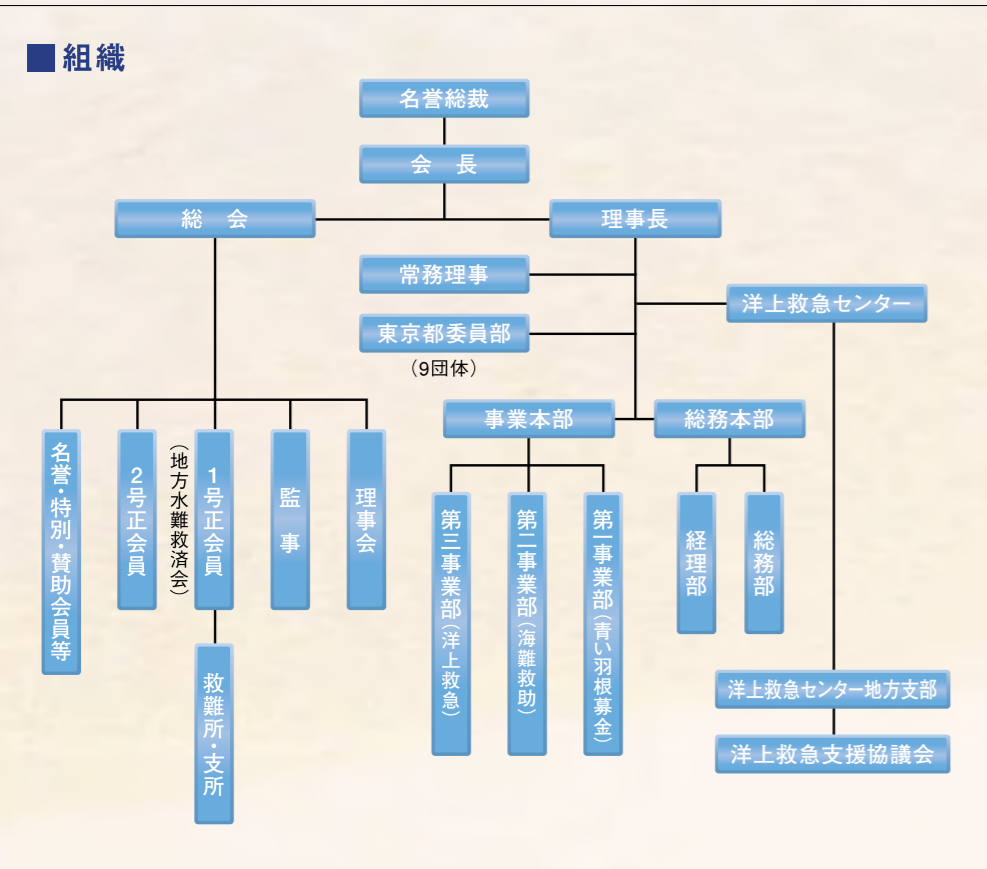 ■組織
名誉総裁
会　長
総　会
理事長
常務理事
洋上救急センター
東京都委員部
（9団体）
事業本部
総務本部
名誉・特別・賛助会員等
2号正会員
（地方水難救済会）
1号正会員
監　事
理事会
第三事業部（洋上救急）
第二事業部（海難救助）
第一事業部（青い羽根募金）
経理部
総務部
救難所・支所
洋上救急センター地方支部
洋上救急支援協議会